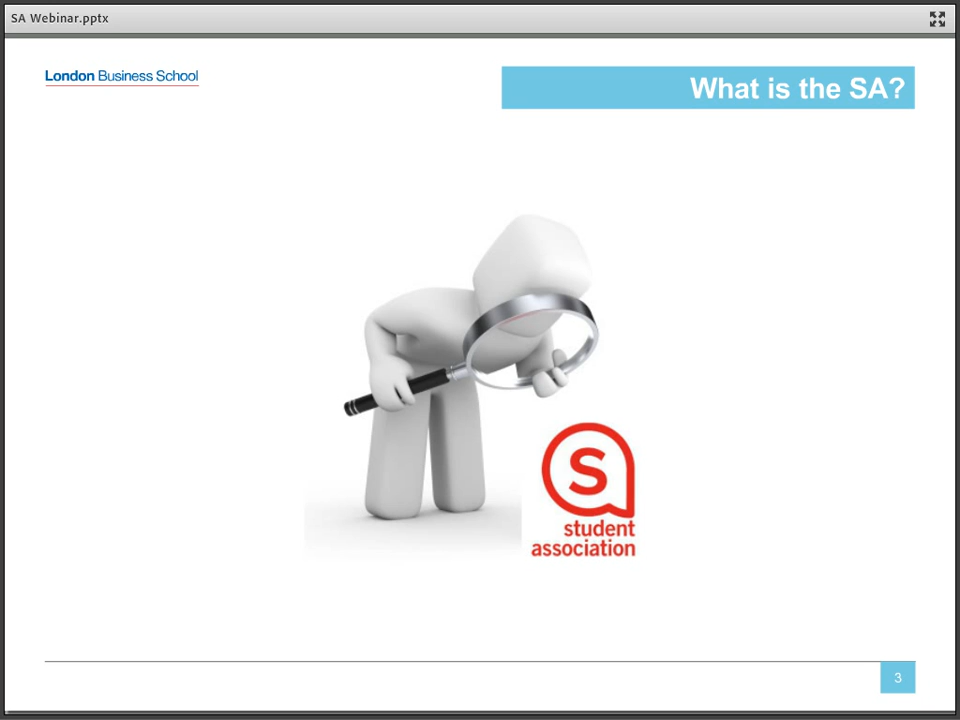 SA Webinar.pptx
London Business School
What is the SA?
S
student
association
3